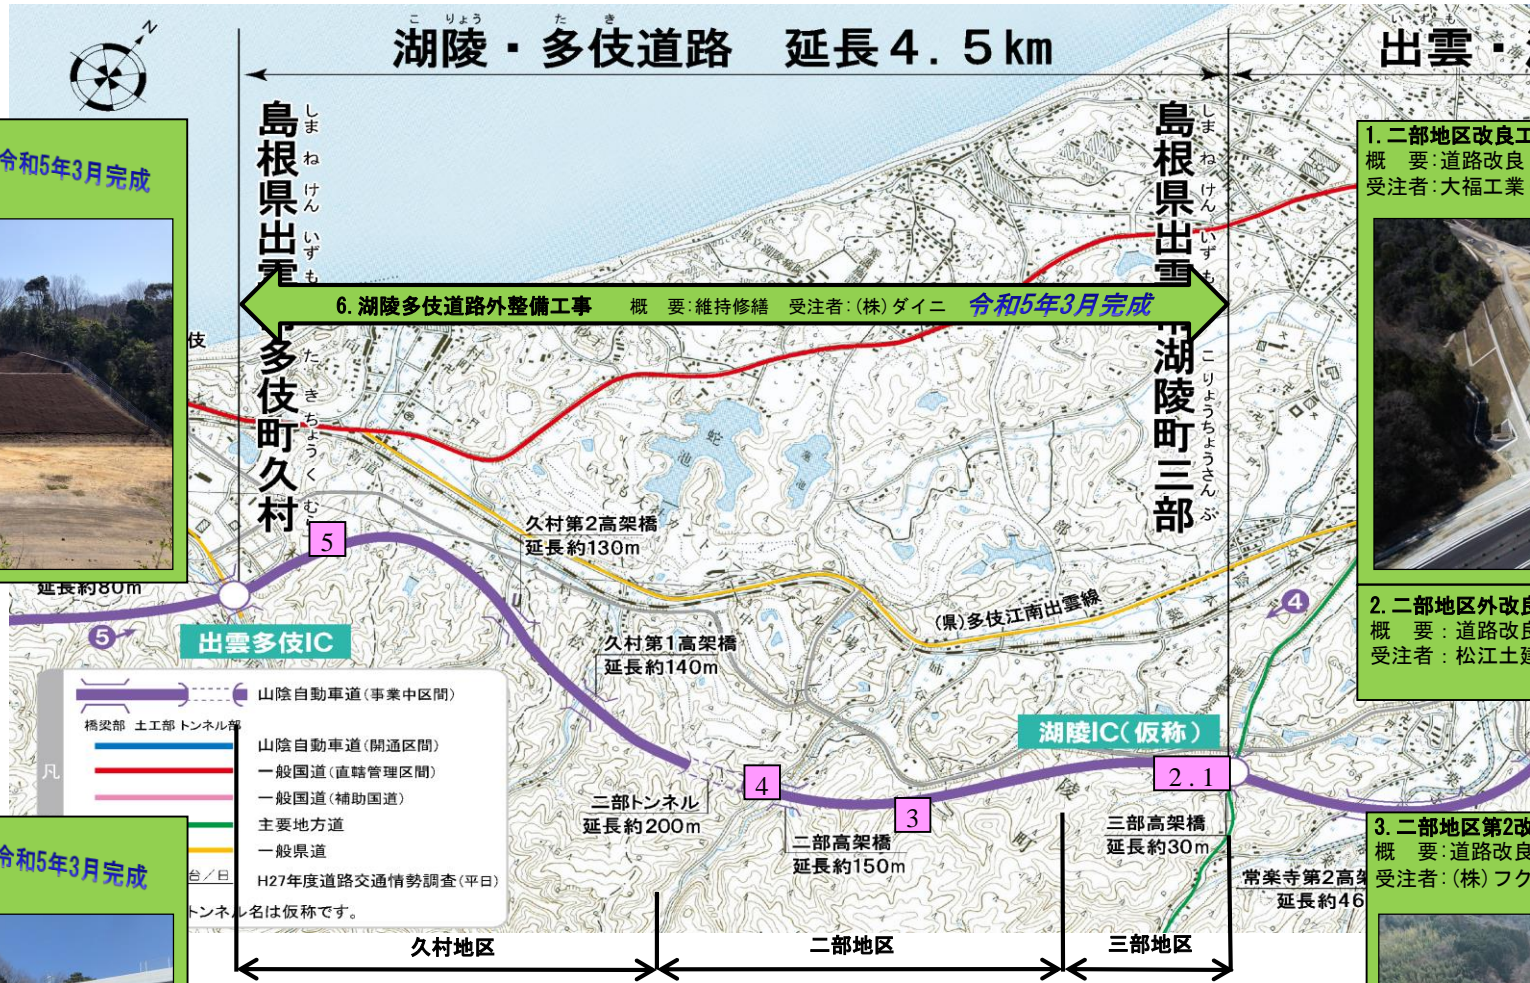 N
湖陵・多伎道路　延長4.5km
こ りょう　た き
出雲・
いずも
島根県出雲
しまねけんいずも
多伎町久村
たきちょうくむら
島根県出雲
しまねけんいずも
湖陵町三部
こりょうちょうさんぶ
令和5年3月完成
1.二部地区改良工
概　要:道路改良
受注者:大福工業
6.湖陵多伎道路外整備工事　概　要:維持修繕　受注者:(株)ダイニ　令和5年3月完成
伎
蛇池
5
久村第2高架橋
延長約130m
延長約80m
5
出雲多伎IC
(県)多伎江南出雲線
4
2.二部地区外改良
概　要:道路改良
受注者:松江土建
久村第1高架橋
延長約140m
湖陵IC(仮称)
2.1
4
3
二部トンネル
延長約200m
二部高架橋
延長約150m
三部高架橋
延長約30m
陵
町
常楽寺第2高架
延長約46
3.二部地区第2改
概　要:道路改良
受注者:(株)フク
凡
山陰自動車道(事業中区間)
橋梁部 土工部 トンネル部
山陰自動車道(開通区間)
一般国道(直轄管理区間)
一般国道(補助国道)
主要地方道
一般県道
台/日　H27年度道路交通情勢調査(平日)
トンネル名は仮称です。
令和5年3月完成
久村地区
二部地区
三部地区